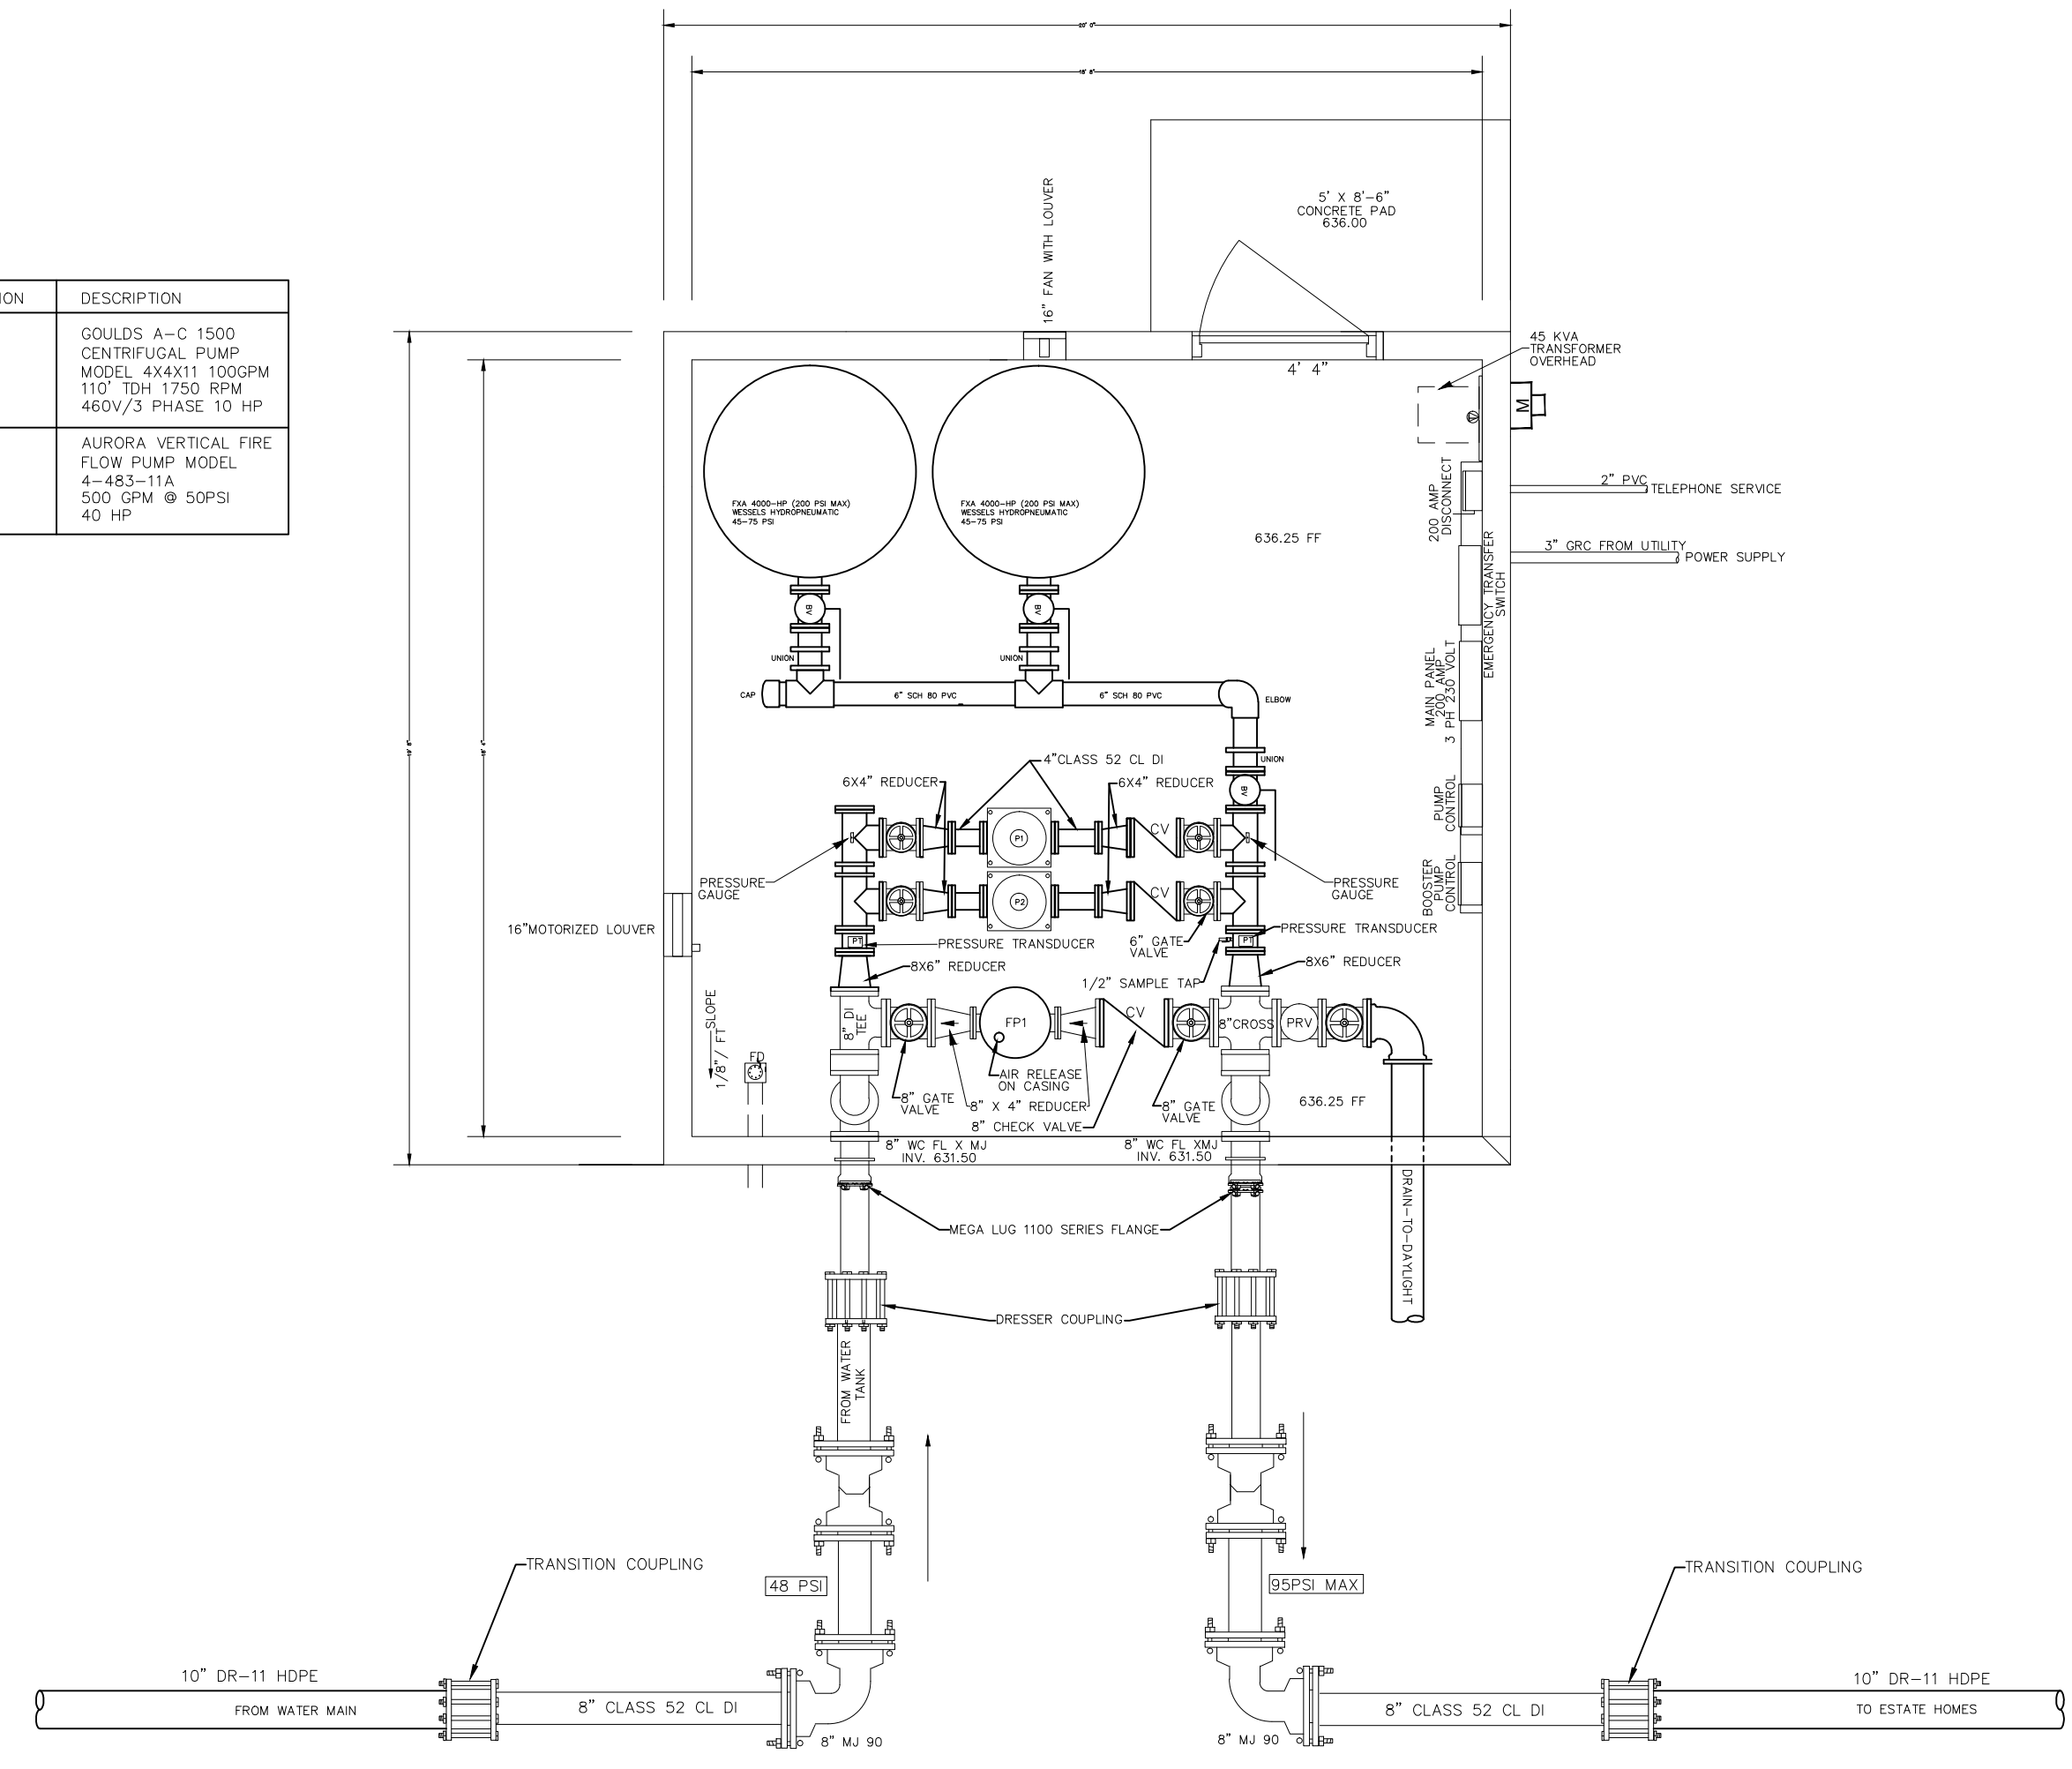 20' 0"
18' 8"
16" FAN WITH LOUVER
5' X 8'-6"
CONCRETE PAD
636.00
ION
DESCRIPTION
GOULDS A-C 1500
CENTRIFUGAL PUMP
MODEL 4X4X11 100GPM
110' TDH 1750 RPM
460V/3 PHASE 10 HP
AURORA VERTICAL FIRE
FLOW PUMP MODEL
4-483-11A
500 GPM @ 50PSI
40 HP
4' 4"
45 KVA
TRANSFORMER
OVERHEAD
M
FXA 4000-HP (200 PSI MAX)
WESSELS HYDROPNEUMATIC
45-75 PSI
FXA 4000-HP (200 PSI MAX)
WESSELS HYDROPNEUMATIC
45-75 PSI
636.25 FF
200 AMP
DISCONNECT
2" PVC
TELEPHONE SERVICE
3" GRC FROM UTILITY
POWER SUPPLY
EMERGENCY TRANSFER
SWITCH
BV
BV
UNION
UNION
CAP
6" SCH 80 PVC
6" SCH 80 PVC
ELBOW
MAIN PANEL
200 AMP
3 PH 230 VOLT
UNION
BV
4"CLASS 52 CL DI
6X4" REDUCER
6X4" REDUCER
PUMP
CONTROL
P1
CV
P2
CV
PRESSURE
GAUGE
PRESSURE
GAUGE
BOOSTER
PUMP
CONTROL
16"MOTORIZED LOUVER
PT
PRESSURE TRANSDUCER
6" GATE
VALVE
PT
PRESSURE TRANSDUCER
8X6" REDUCER
1/2" SAMPLE TAP
8X6" REDUCER
SLOPE
1/8"/ FT
8" DI
TEE
FP1
CV
8"CROSS
PRV
FD
AIR RELEASE
ON CASING
8" GATE
VALVE
8" X 4" REDUCER
8" GATE
VALVE
636.25 FF
8" CHECK VALVE
8" WC FL X MJ
INV. 631.50
8" WC FL XMJ
INV. 631.50
DRAIN-TO-DAYLIGHT
MEGA LUG 1100 SERIES FLANGE
DRESSER COUPLING
FROM WATER
TANK
TRANSITION COUPLING
48 PSI
95PSI MAX
TRANSITION COUPLING
10" DR-11 HDPE
FROM WATER MAIN
8" CLASS 52 CL DI
8" MJ 90
8" MJ 90
8" CLASS 52 CL DI
10" DR-11 HDPE
TO ESTATE HOMES